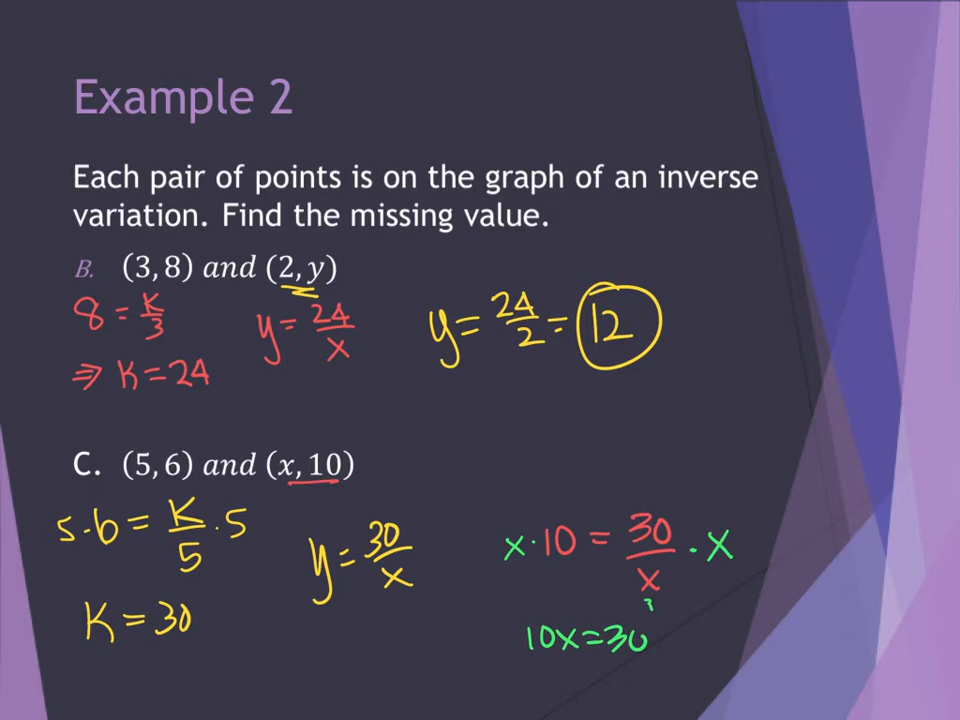 Example 2
Each pair of points is on the graph of an inverse
variation. Find the missing value.
B. (3, 8) and (2, y)
8 = K/3
⇒ K = 24
y = 24/x
y = 24/2 = 12
C. (5, 6) and (x, 10)
5 · 6 = K/5 · 5
K = 30
y = 30/x
x · 10 = 30/x · x
10x = 30